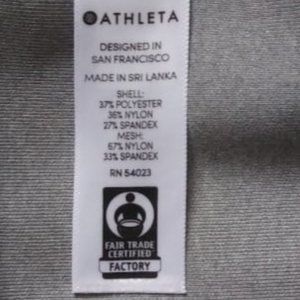 ATHLETA
DESIGNED IN
SAN FRANCISCO
MADE IN SRI LANKA
SHELL:
37% POLYESTER
36% NYLON
27% SPANDEX
MESH:
67% NYLON
33% SPANDEX
RN 54023
FAIR TRADE
CERTIFIED
FACTORY